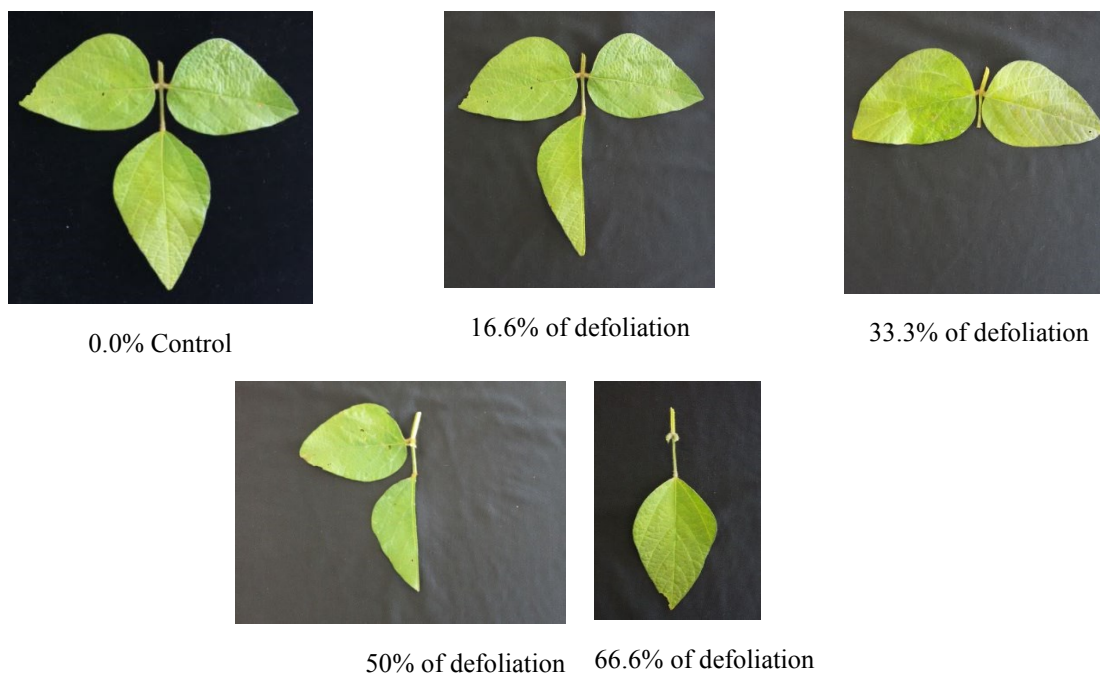 0.0% Control
16.6% of defoliation
33.3% of defoliation
50% of defoliation
66.6% of defoliation